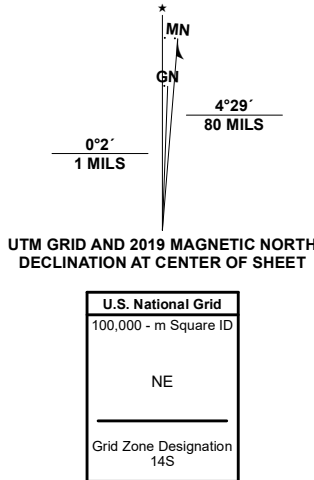 ★
MN
GN
4°29´
80 MILS
0°2´
1 MILS
UTM GRID AND 2019 MAGNETIC NORTH
DECLINATION AT CENTER OF SHEET
U.S. National Grid
100,000 - m Square ID
NE
Grid Zone Designation
14S